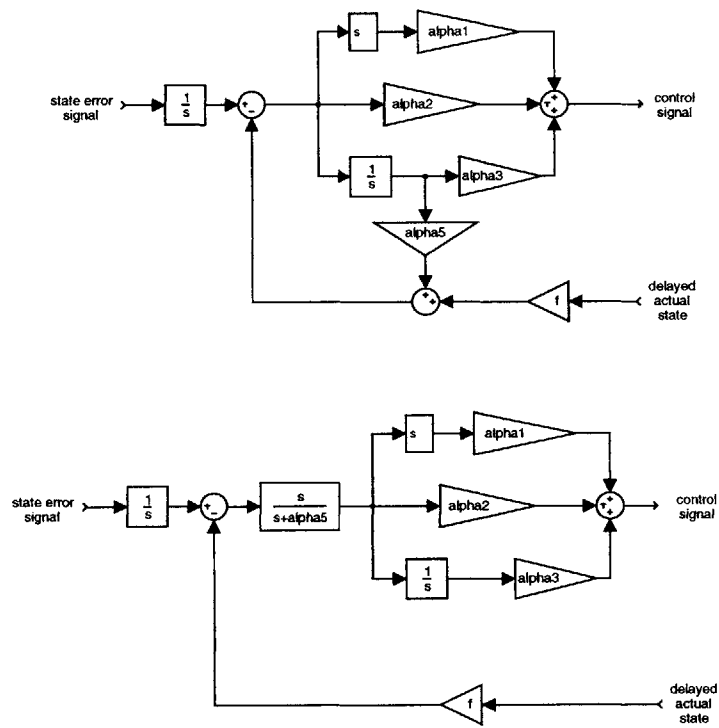 s
alpha1
state error
signal
1
s
+
-
alpha2
+
+
+
control
signal
1
s
alpha3
alpha5
+
+
f
delayed
actual
state
s
alpha1
state error
signal
1
s
+
-
s
s+alpha5
alpha2
+
+
+
control
signal
1
s
alpha3
f
delayed
actual
state